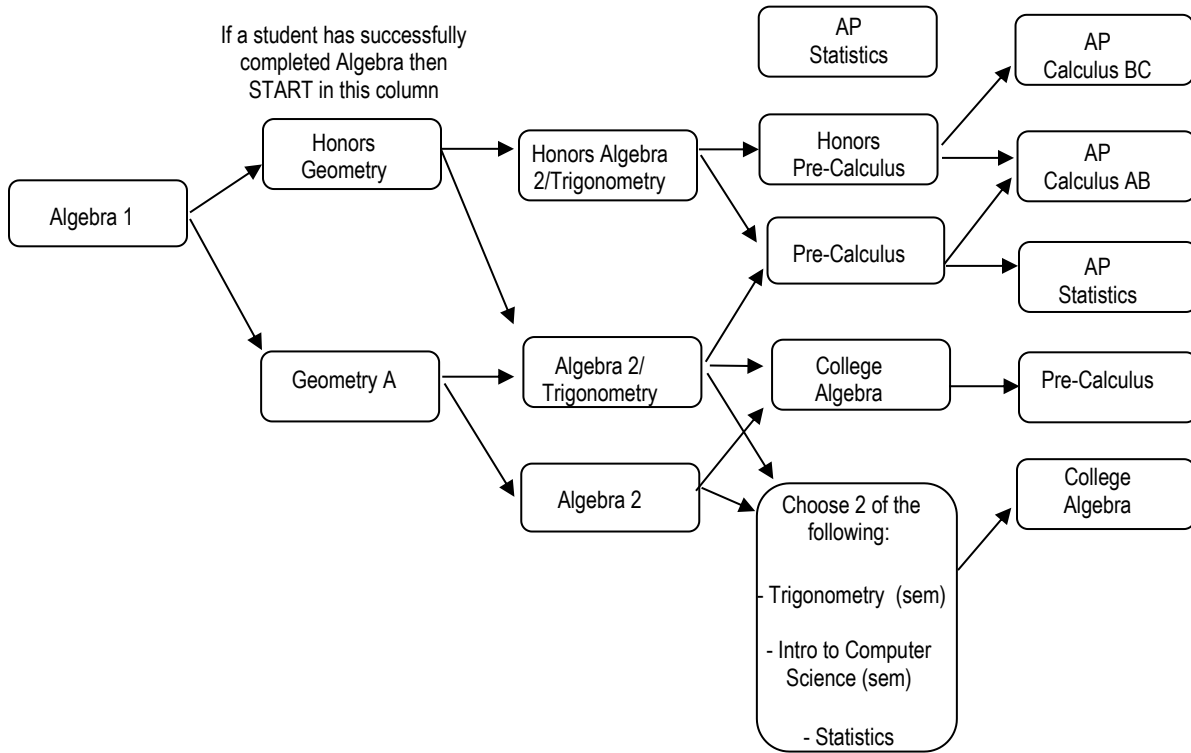 If a student has successfully
completed Algebra then
START in this column
AP
Statistics
AP
Calculus BC
Honors
Geometry
Honors Algebra
2/Trigonometry
Honors
Pre-Calculus
AP
Calculus AB
Algebra 1
Pre-Calculus
AP
Statistics
Geometry A
Algebra 2/
Trigonometry
College
Algebra
Pre-Calculus
Algebra 2
Choose 2 of the
following:
- Trigonometry (sem)
- Intro to Computer
Science (sem)
- Statistics
College
Algebra